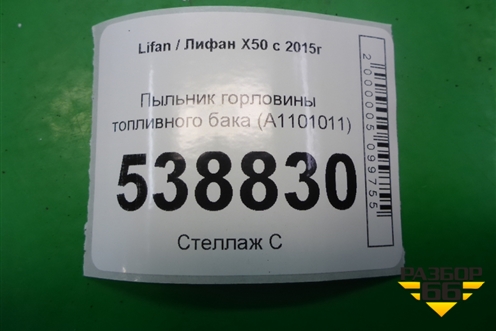 Lifan / Лифан X50 с 2015г
Пыльник горловины
топливного бака (A1101011)
538830
Стеллаж С
2000005099755
РАЗБОР
66